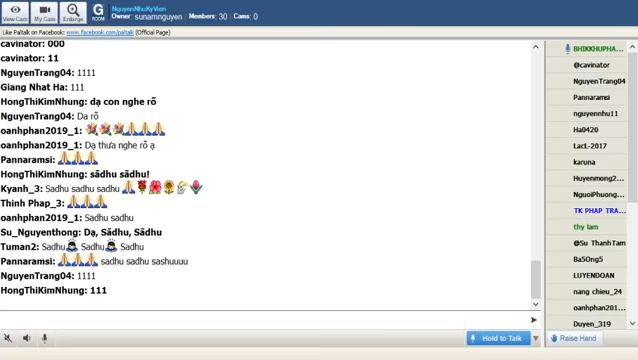 NguyenNhuKyVien
Owner: sunamnguyen | Members: 30 Cams: 0
View Cam My Cam Enlarge G ROOM
Like Paltalk on Facebook: www.facebook.com/paltalk (Official Page)
cavinator: 000
cavinator: 11
NguyenTrang04: 1111
Giang Nhat Ha: 111
HongThiKimNhung: dạ con nghe rõ
NguyenTrang04: Da rõ
oanhphan2019_1:
oanhphan2019_1: Dạ thưa nghe rõ ạ
Pannaramsi:
HongThiKimNhung: sādhu sādhu!
Kyanh_3: Sadhu sadhu sadhu
Thinh Phap_3:
oanhphan2019_1: Sadhu sadhu
Su_Nguyenthong: Dạ, Sādhu, Sādhu
Tuman2: Sadhu Sadhu Sadhu
Pannaramsi: sadhu sadhu sashuuuu
NguyenTrang04: 1111
HongThiKimNhung: 111
Hold to Talk
BHIKKHUPHA...
@cavinator
NguyenTrang04
Pannaramsi
nguyennhu11
Ha0420
LacL-2017
karuna
Huyenmong2...
NguoiPhuong...
TK PHAP TRA...
thy lam
@Su ThanhTam
Ba5Ong5
LUYENDOAN
nang chieu_24
oanhphan201...
Duyen_319
Raise Hand